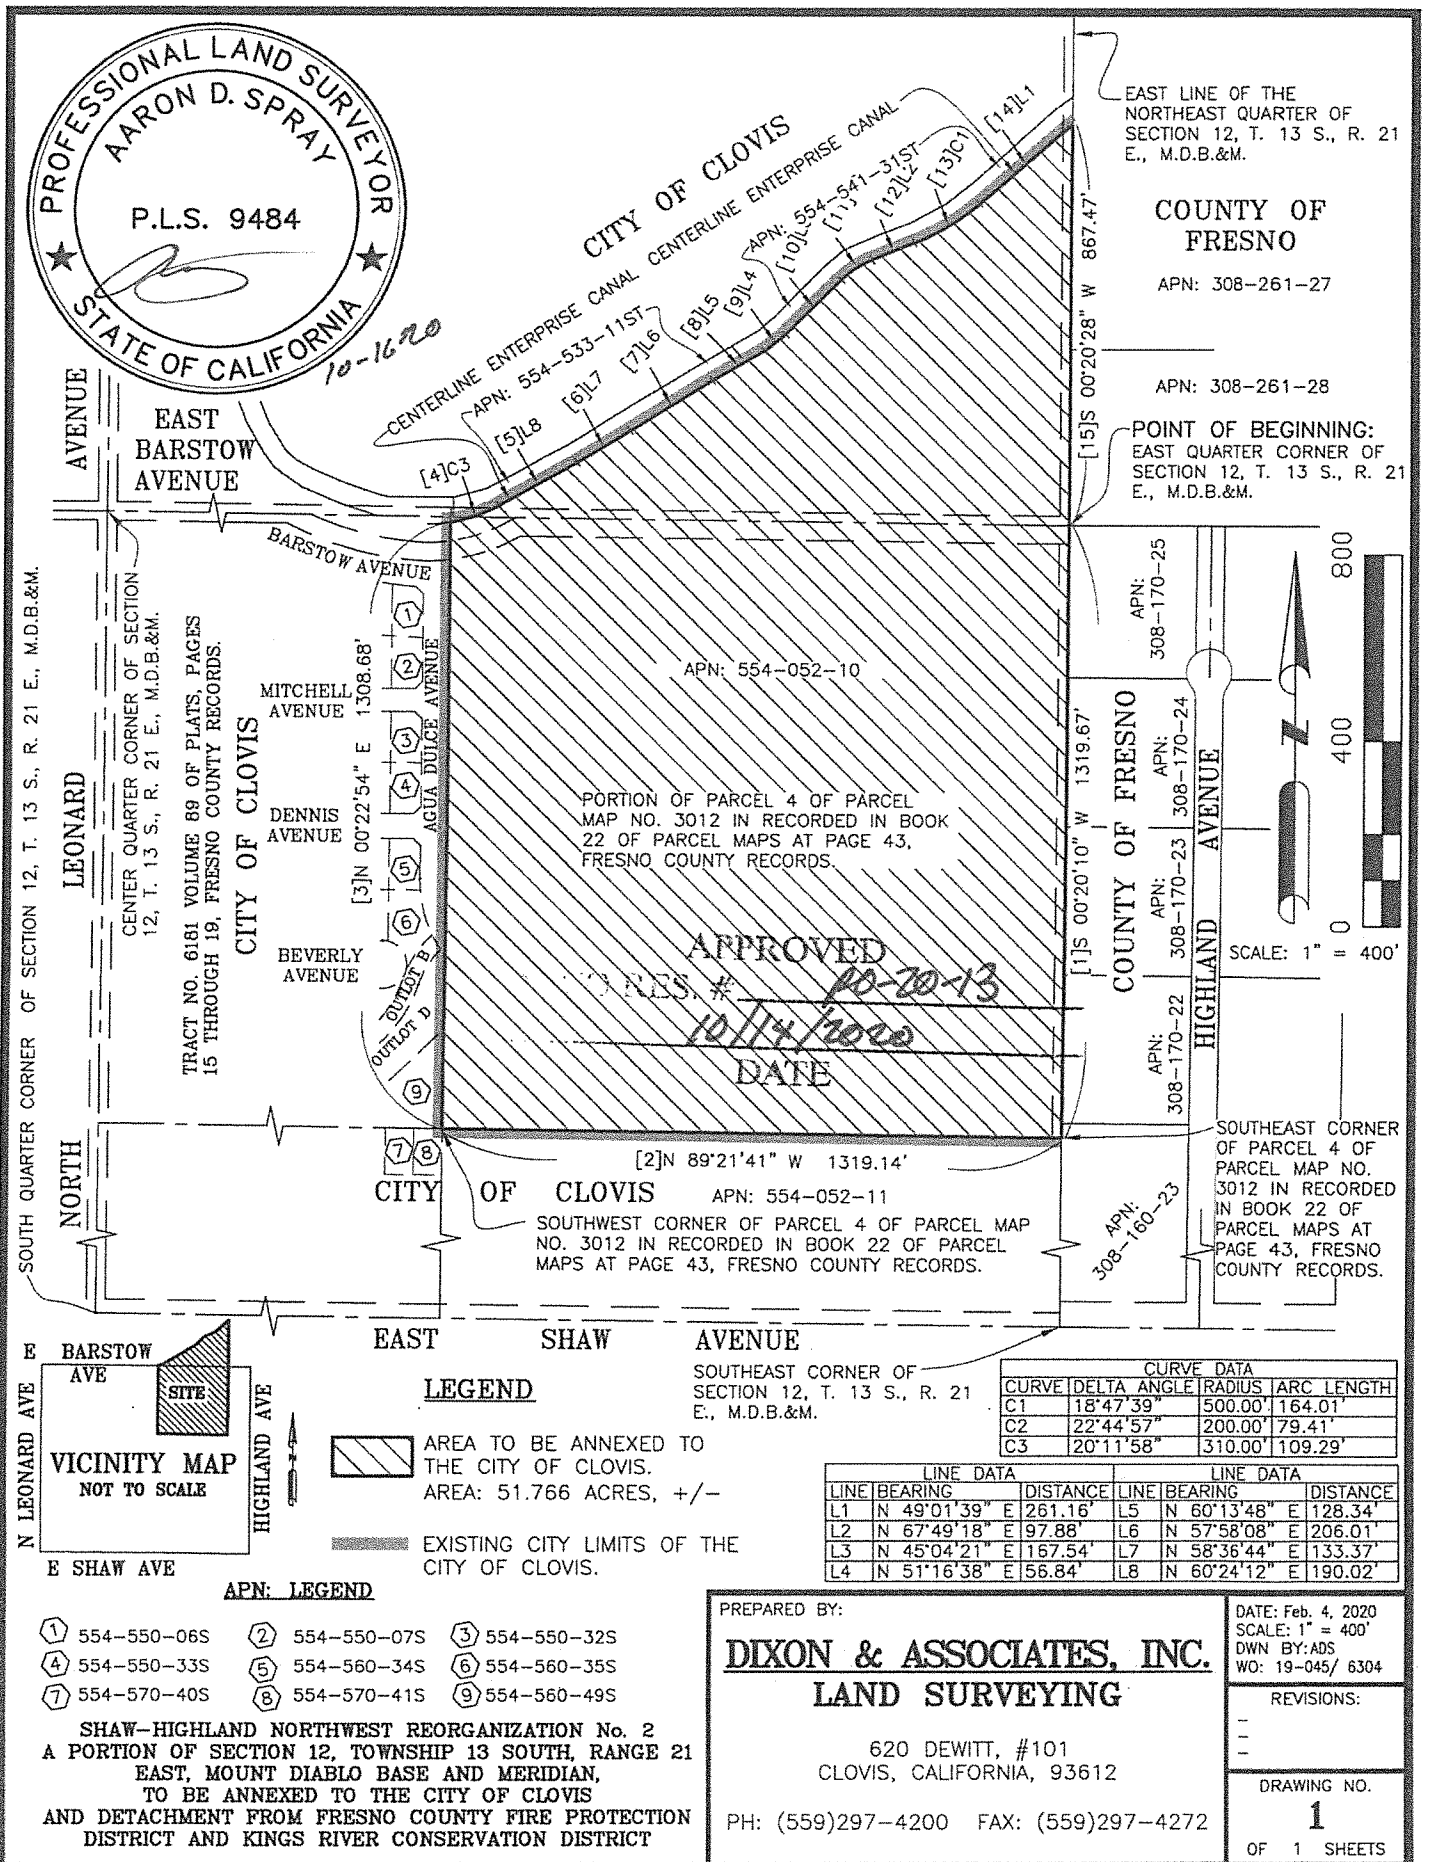 PROFESSIONAL LAND SURVEYOR
AARON D. SPRAY
P.L.S. 9484
STATE OF CALIFORNIA
10-16-20
CITY OF CLOVIS
CENTERLINE ENTERPRISE CANAL
CENTERLINE ENTERPRISE CANAL
CENTERLINE ENTERPRISE CANAL
APN: 554-533-11ST
APN: 554-541-31ST
[4]C3
[5]L8
[6]L7
[7]L6
[8]L5
[9]L4
[10]L3
[12]L2
[13]C1
[14]L1
EAST LINE OF THE
NORTHEAST QUARTER OF
SECTION 12, T. 13 S., R. 21
E., M.D.B.&M.
COUNTY OF
FRESNO
APN: 308-261-27
APN: 308-261-28
[15]S 00°20'28" W 867.47'
POINT OF BEGINNING:
EAST QUARTER CORNER OF
SECTION 12, T. 13 S., R. 21
E., M.D.B.&M.
AVENUE
EAST
BARSTOW
AVENUE
BARSTOW AVENUE
SOUTH QUARTER CORNER OF SECTION 12, T. 13 S., R. 21 E., M.D.B.&M.
NORTH
LEONARD
CENTER QUARTER CORNER OF SECTION
12, T. 13 S., R. 21 E., M.D.B.&M.
TRACT NO. 6181 VOLUME 89 OF PLATS, PAGES
15 THROUGH 19, FRESNO COUNTY RECORDS.
CITY OF CLOVIS
MITCHELL
AVENUE
DENNIS
AVENUE
BEVERLY
AVENUE
[3]N 00°22'54" E 1308.68'
1
2
3
4
5
6
OUTLOT B
OUTLOT D
9
7
8
AGUA DULCE AVENUE
APN: 554-052-10
PORTION OF PARCEL 4 OF PARCEL
MAP NO. 3012 IN RECORDED IN BOOK
22 OF PARCEL MAPS AT PAGE 43,
FRESNO COUNTY RECORDS.
APPROVED
RES. # RO-20-13
10/14/2020
DATE
[1]S 00°20'10" W 1319.67'
COUNTY OF FRESNO
APN:
308-170-25
APN:
308-170-24
APN:
308-170-23
APN:
308-170-22
HIGHLAND AVENUE
800
400
0
SCALE: 1" = 400'
[2]N 89°21'41" W 1319.14'
CITY OF CLOVIS
APN: 554-052-11
SOUTHWEST CORNER OF PARCEL 4 OF PARCEL MAP
NO. 3012 IN RECORDED IN BOOK 22 OF PARCEL
MAPS AT PAGE 43, FRESNO COUNTY RECORDS.
APN:
308-160-23
SOUTHEAST CORNER
OF PARCEL 4 OF
PARCEL MAP NO.
3012 IN RECORDED
IN BOOK 22 OF
PARCEL MAPS AT
PAGE 43, FRESNO
COUNTY RECORDS.
EAST SHAW AVENUE
SOUTHEAST CORNER OF
SECTION 12, T. 13 S., R. 21
E., M.D.B.&M.
E BARSTOW
AVE
SITE
N LEONARD AVE
HIGHLAND AVE
VICINITY MAP
NOT TO SCALE
E SHAW AVE
LEGEND
AREA TO BE ANNEXED TO
THE CITY OF CLOVIS.
AREA: 51.766 ACRES, +/-
EXISTING CITY LIMITS OF THE
CITY OF CLOVIS.
CURVE DATA
CURVE DELTA ANGLE RADIUS ARC LENGTH
C1 18°47'39" 500.00' 164.01'
C2 22°44'57" 200.00' 79.41'
C3 20°11'58" 310.00' 109.29'
LINE DATA LINE DATA
LINE BEARING DISTANCE LINE BEARING DISTANCE
L1 N 49°01'39" E 261.16' L5 N 60°13'48" E 128.34'
L2 N 67°49'18" E 97.88' L6 N 57°58'08" E 206.01'
L3 N 45°04'21" E 167.54' L7 N 58°36'44" E 133.37'
L4 N 51°16'38" E 56.84' L8 N 60°24'12" E 190.02'
APN: LEGEND
1 554-550-06S 2 554-550-07S 3 554-550-32S
4 554-550-33S 5 554-560-34S 6 554-560-35S
7 554-570-40S 8 554-570-41S 9 554-560-49S
SHAW-HIGHLAND NORTHWEST REORGANIZATION No. 2
A PORTION OF SECTION 12, TOWNSHIP 13 SOUTH, RANGE 21
EAST, MOUNT DIABLO BASE AND MERIDIAN,
TO BE ANNEXED TO THE CITY OF CLOVIS
AND DETACHMENT FROM FRESNO COUNTY FIRE PROTECTION
DISTRICT AND KINGS RIVER CONSERVATION DISTRICT
PREPARED BY:
DIXON & ASSOCIATES, INC.
LAND SURVEYING
620 DEWITT, #101
CLOVIS, CALIFORNIA, 93612
PH: (559)297-4200 FAX: (559)297-4272
DATE: Feb. 4, 2020
SCALE: 1" = 400'
DWN BY: ADS
WO: 19-045/ 6304
REVISIONS:
DRAWING NO.
1
OF 1 SHEETS